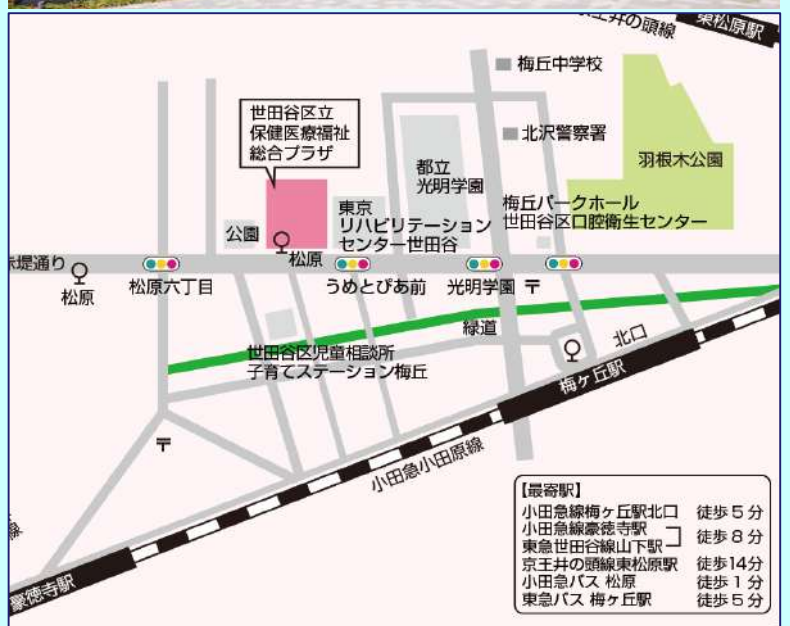 井の頭線
東松原駅
梅丘中学校
世田谷区立
保健医療福祉
総合プラザ
北沢警察署
羽根木公園
都立
光明学園
梅丘パークホール
世田谷区口腔衛生センター
東京
リハビリテーション
センター世田谷
公園
松原
赤堤通り
松原
松原六丁目
うめとぴあ前
光明学園
〒
緑道
世田谷区児童相談所
子育てステーション梅丘
北口
梅ヶ丘駅
〒
小田急小田原線
線
豪徳寺駅
【最寄駅】
小田急線梅ヶ丘駅北口 徒歩5分
小田急線豪徳寺駅
東急世田谷線山下駅 徒歩8分
京王井の頭線東松原駅 徒歩14分
小田急バス 松原 徒歩1分
東急バス 梅ヶ丘駅 徒歩5分